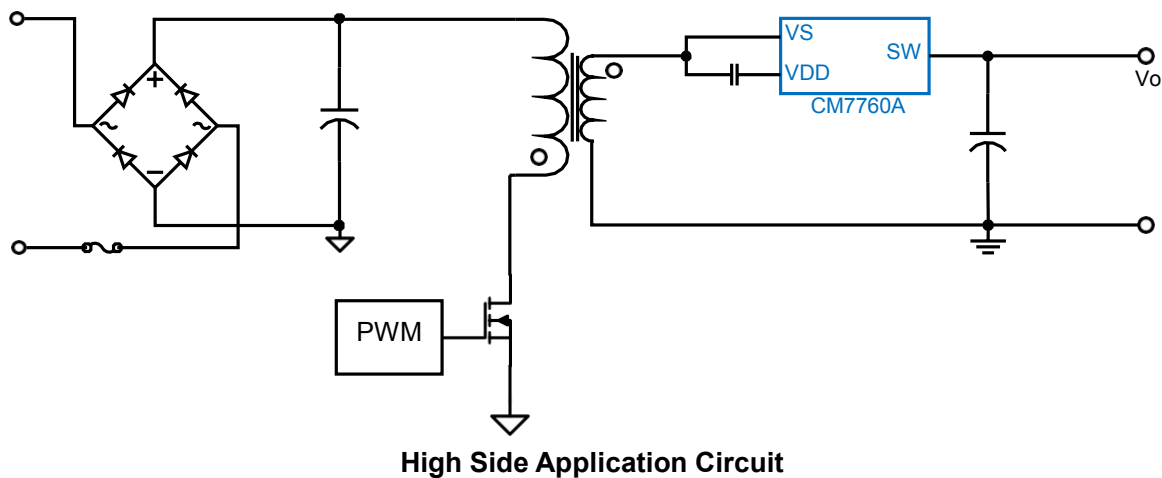 VS
SW
VDD
CM7760A
Vo
PWM
High Side Application Circuit